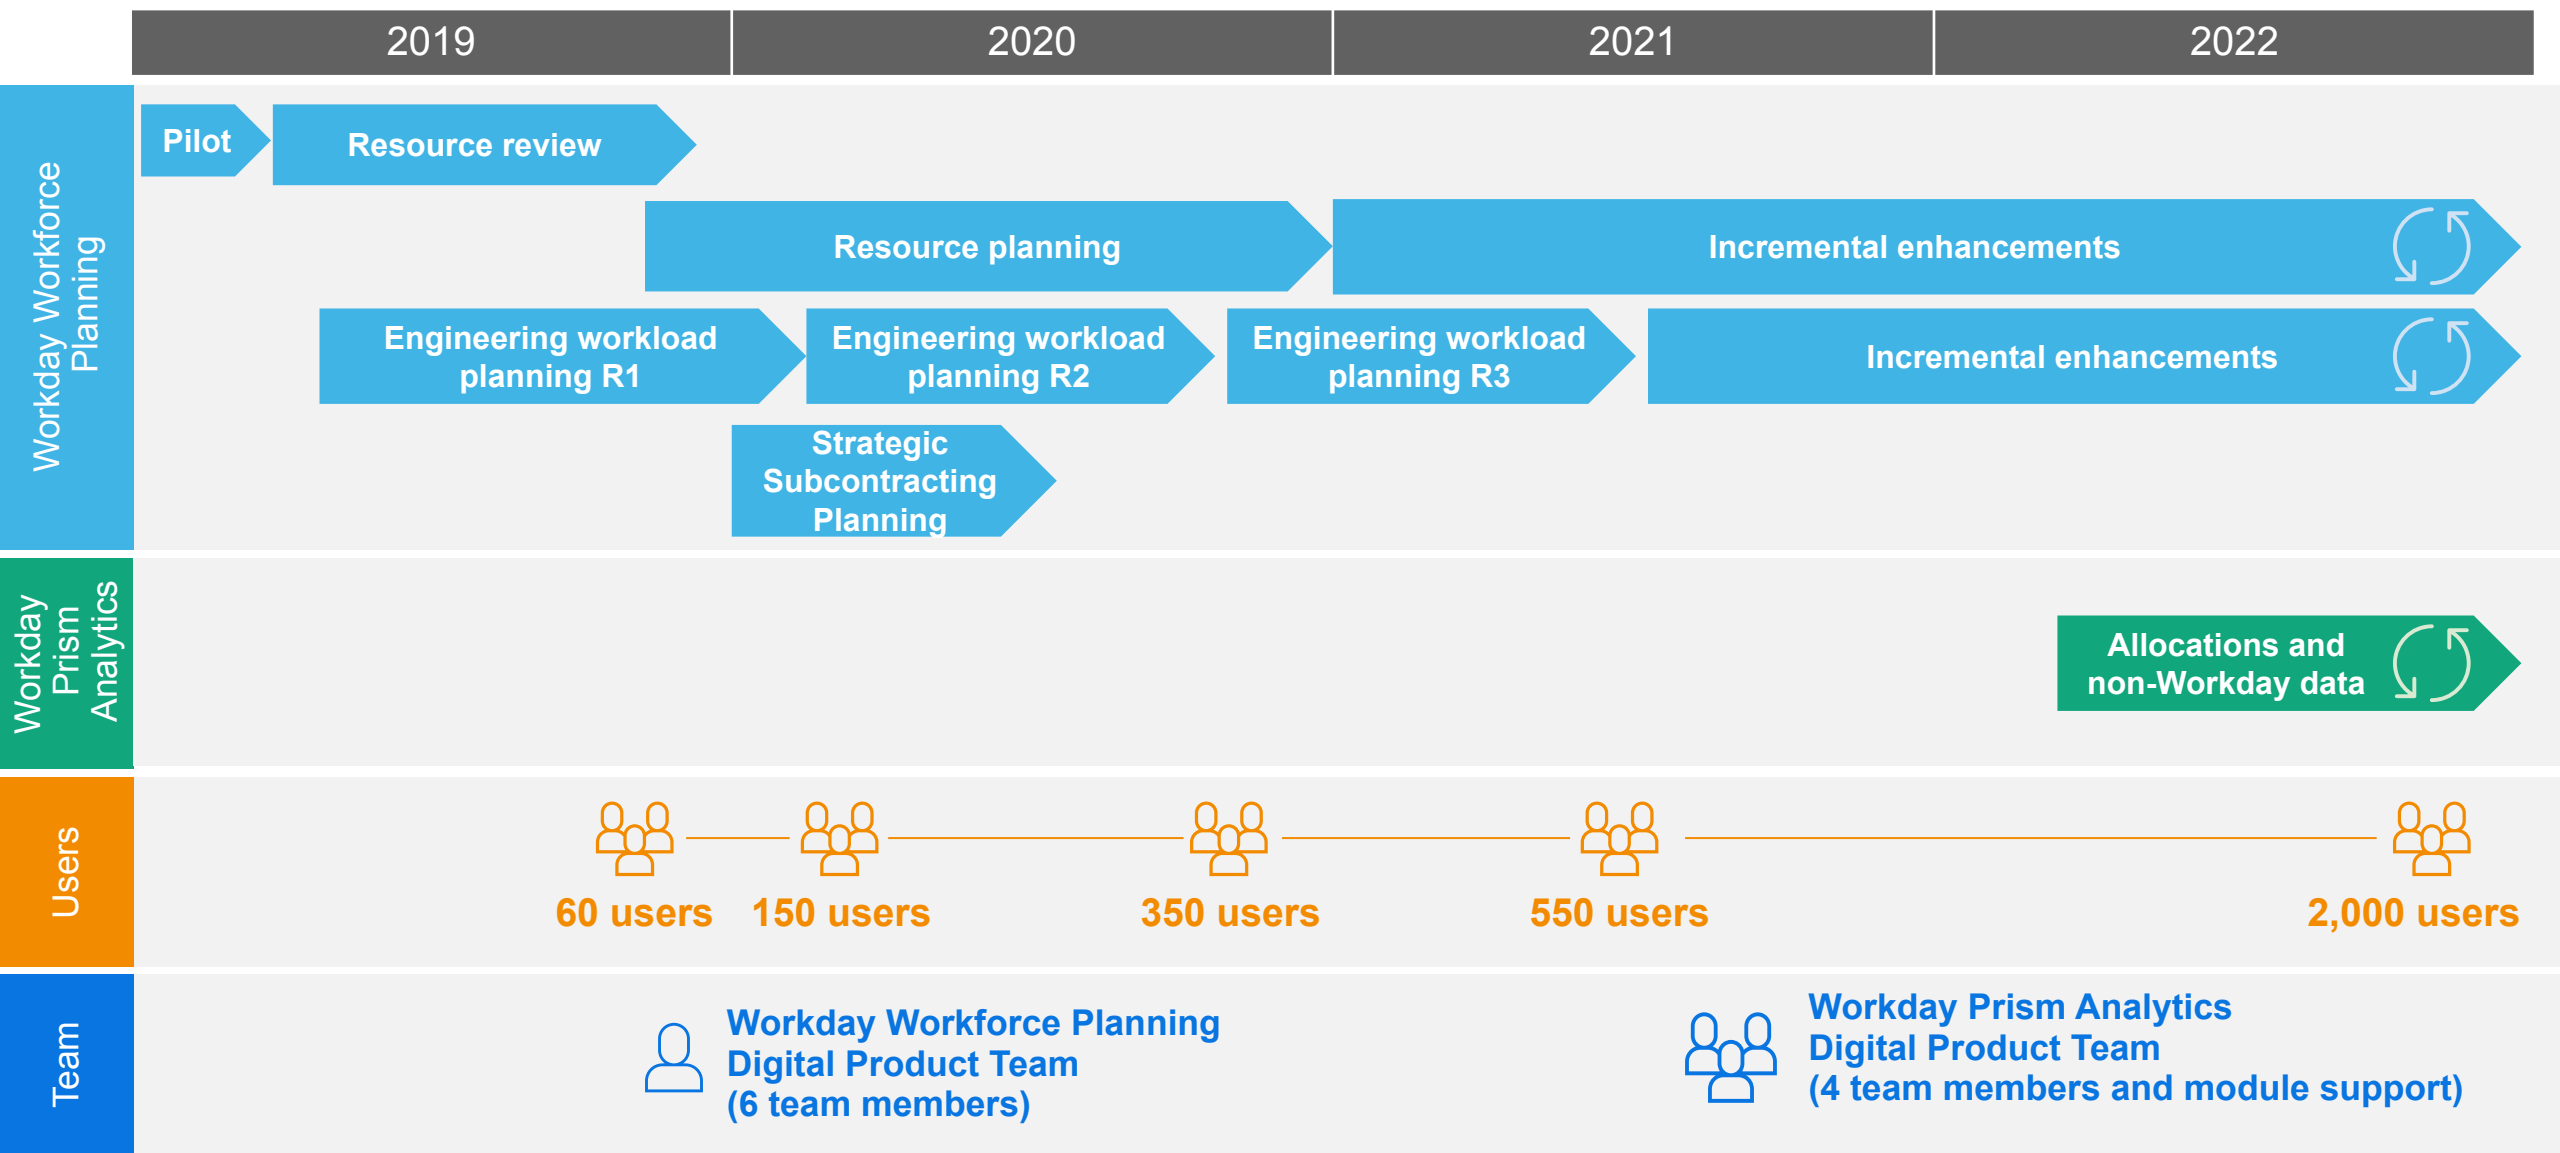 2019
2020
2021
2022
Workday Workforce
Planning
Pilot
Resource review
Resource planning
Incremental enhancements
Engineering workload
planning R1
Engineering workload
planning R2
Engineering workload
planning R3
Incremental enhancements
Strategic
Subcontracting
Planning
Workday
Prism
Analytics
Allocations and
non-Workday data
Users
60 users
150 users
350 users
550 users
2,000 users
Team
Workday Workforce Planning
Digital Product Team
(6 team members)
Workday Prism Analytics
Digital Product Team
(4 team members and module support)